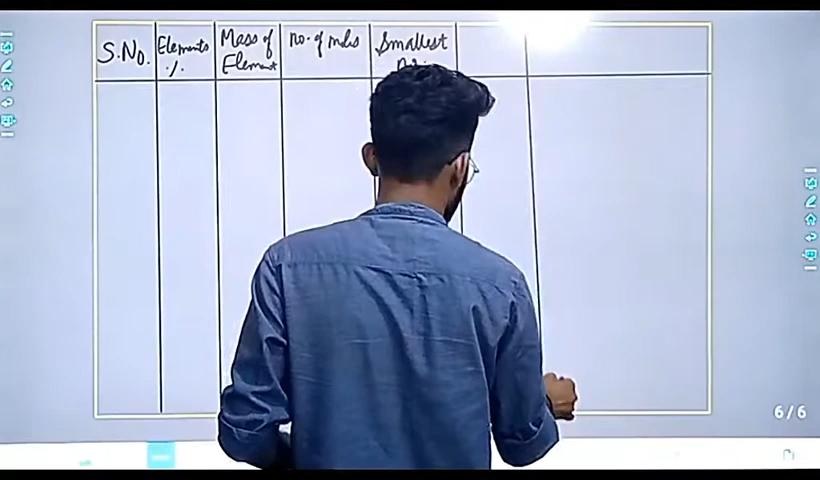 S.No.
Elements
%.
Mass of
Element
no. of moles
Smallest
6/6